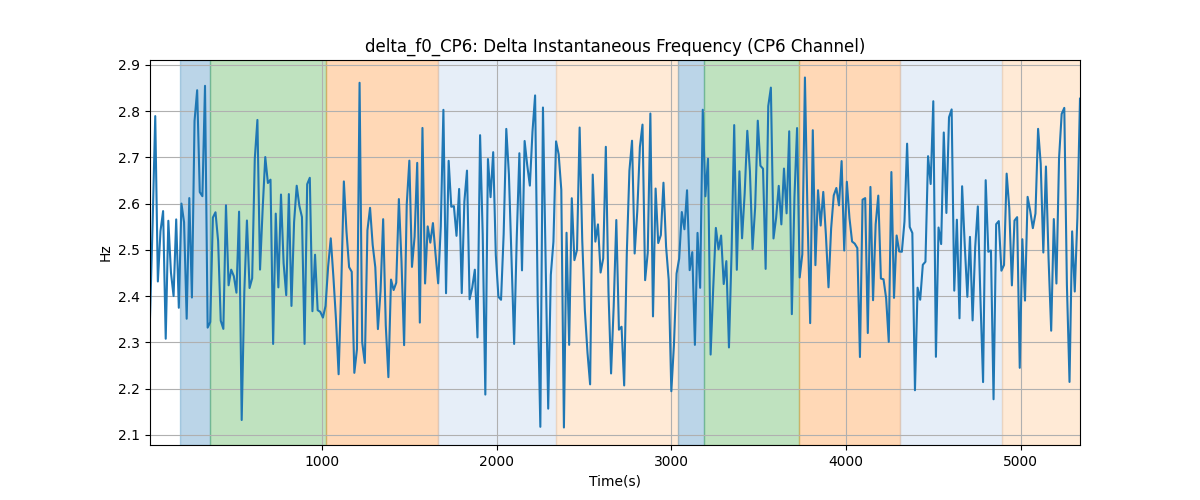 delta_f0_CP6: Delta Instantaneous Frequency (CP6 Channel)
2.9
2.8
2.7
2.6
2.5
2.4
2.3
2.2
2.1
Hz
1000 2000 3000 4000 5000
Time(s)